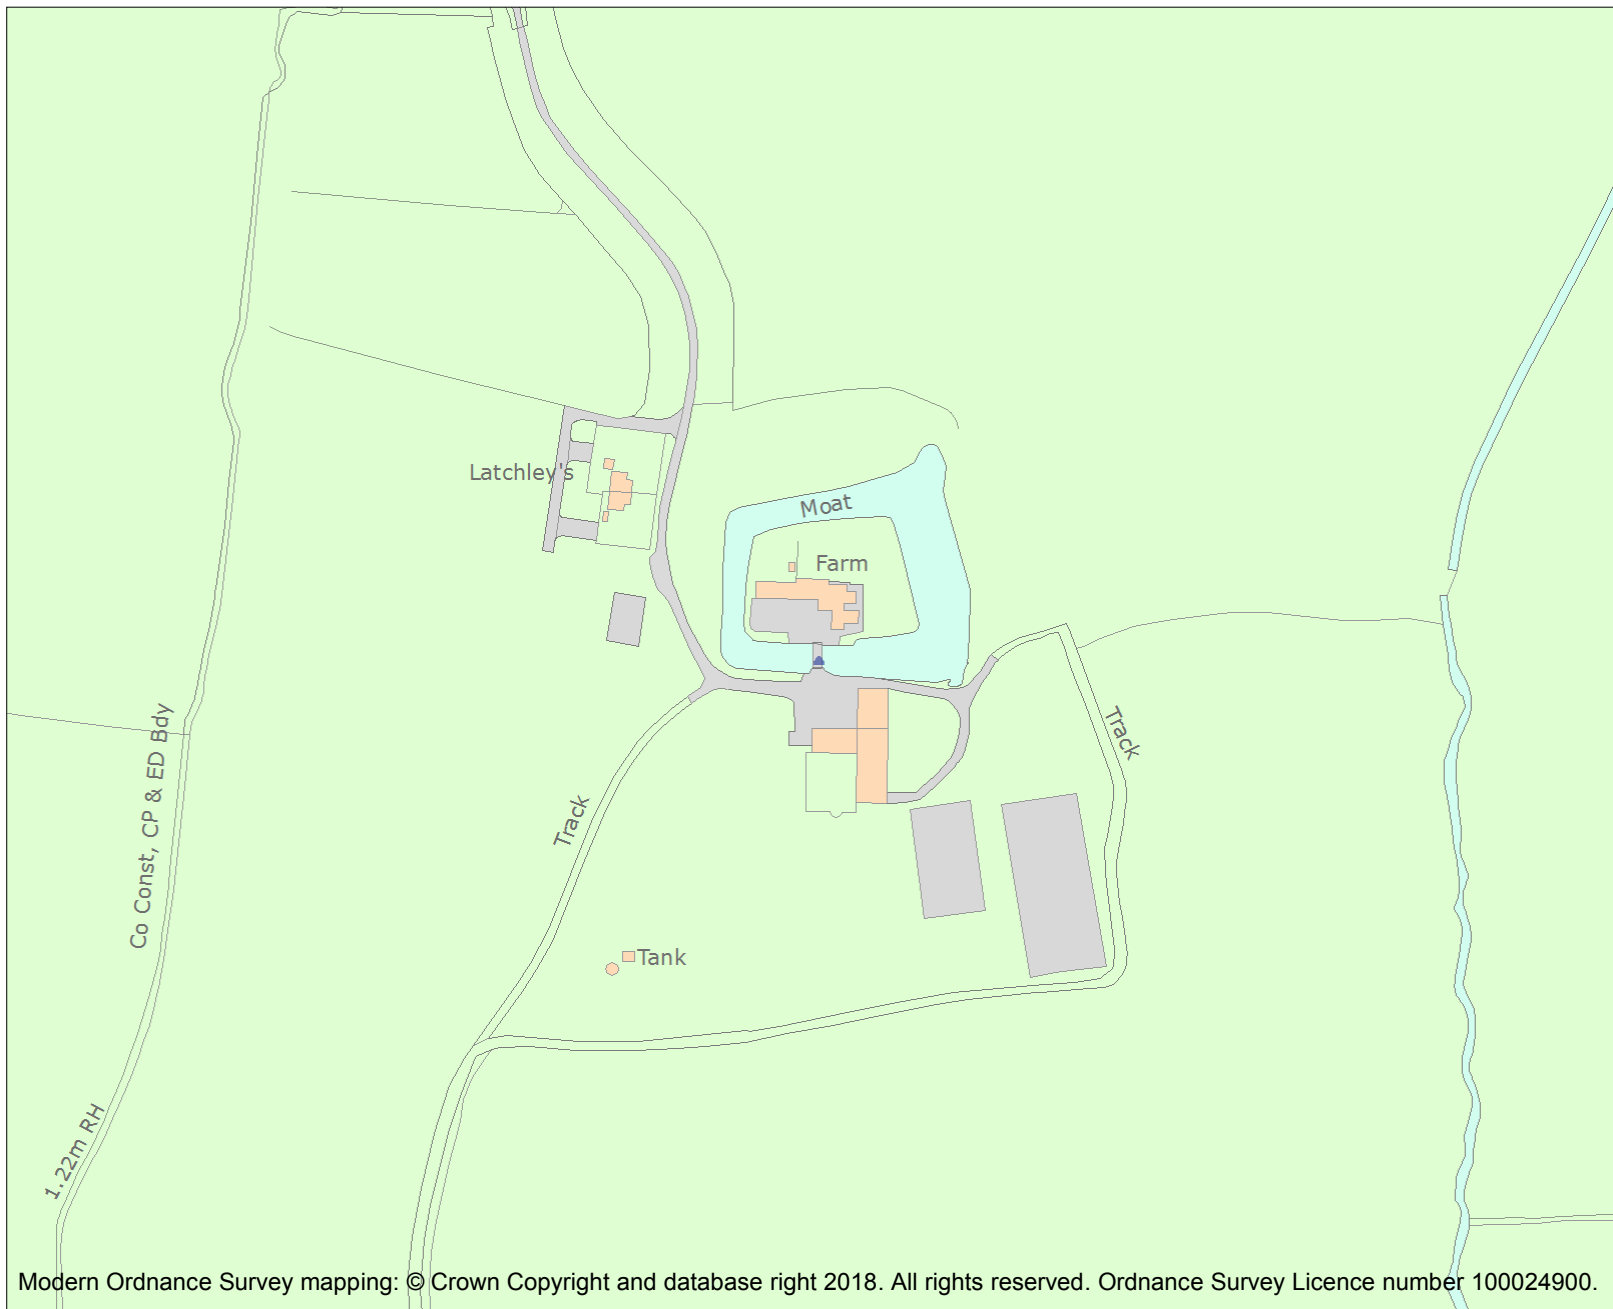 Latchley's
Moat
Farm
Co Const, CP & ED Bdy
Track
Track
Tank
1.22m RH
Modern Ordnance Survey mapping: © Crown Copyright and database right 2018. All rights reserved. Ordnance Survey Licence number 100024900.